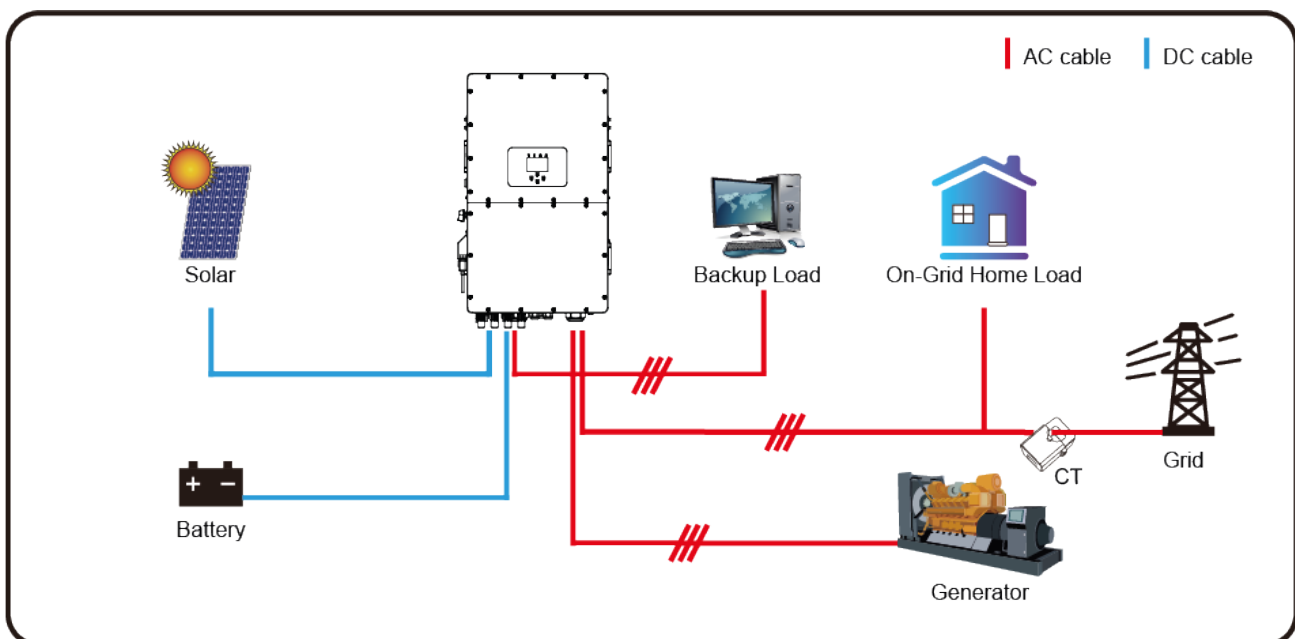 AC cable
DC cable
Solar
Backup Load
On-Grid Home Load
Battery
CT
Grid
Generator